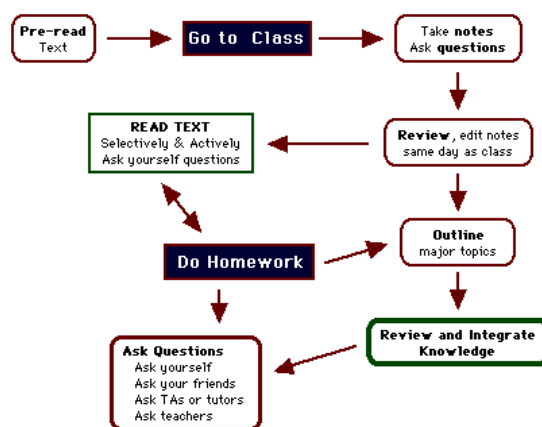 Pre-read
Text
Go to Class
Take notes
Ask questions
READ TEXT
Selectively & Actively
Ask yourself questions
Review, edit notes
same day as class
Do Homework
Outline
major topics
Ask Questions
Ask yourself
Ask your friends
Ask TAs or tutors
Ask teachers
Review and Integrate
Knowledge